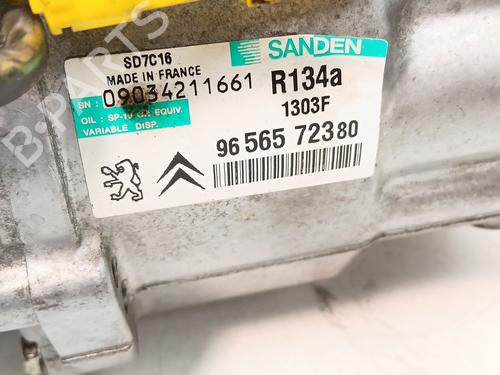 SD7C16
SANDEN
MADE IN FRANCE
R134a
SN : 09034211661
1303F
OIL : SP-10 OR EQUIV.
VARIABLE DISP.
96 565 723 80
B-PARTS